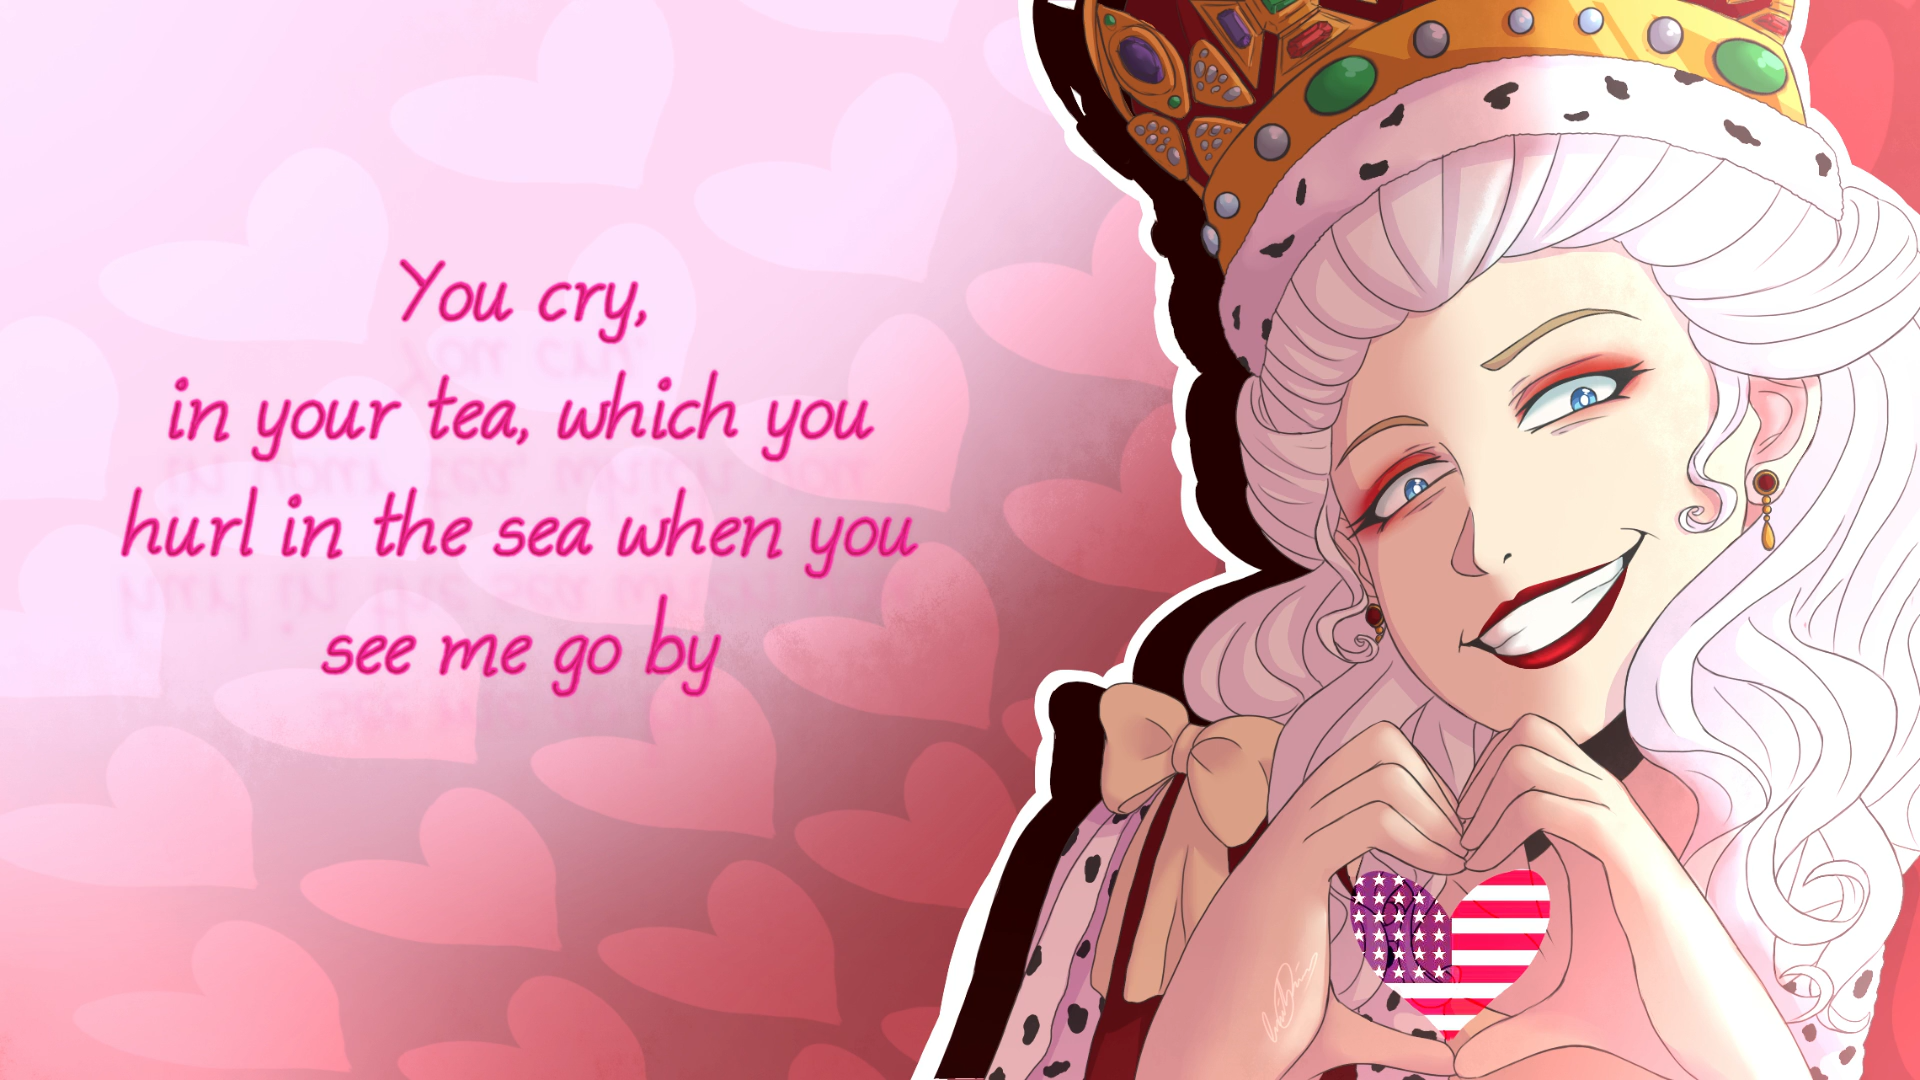 You cry,
in your tea, which you
hurl in the sea when you
see me go by